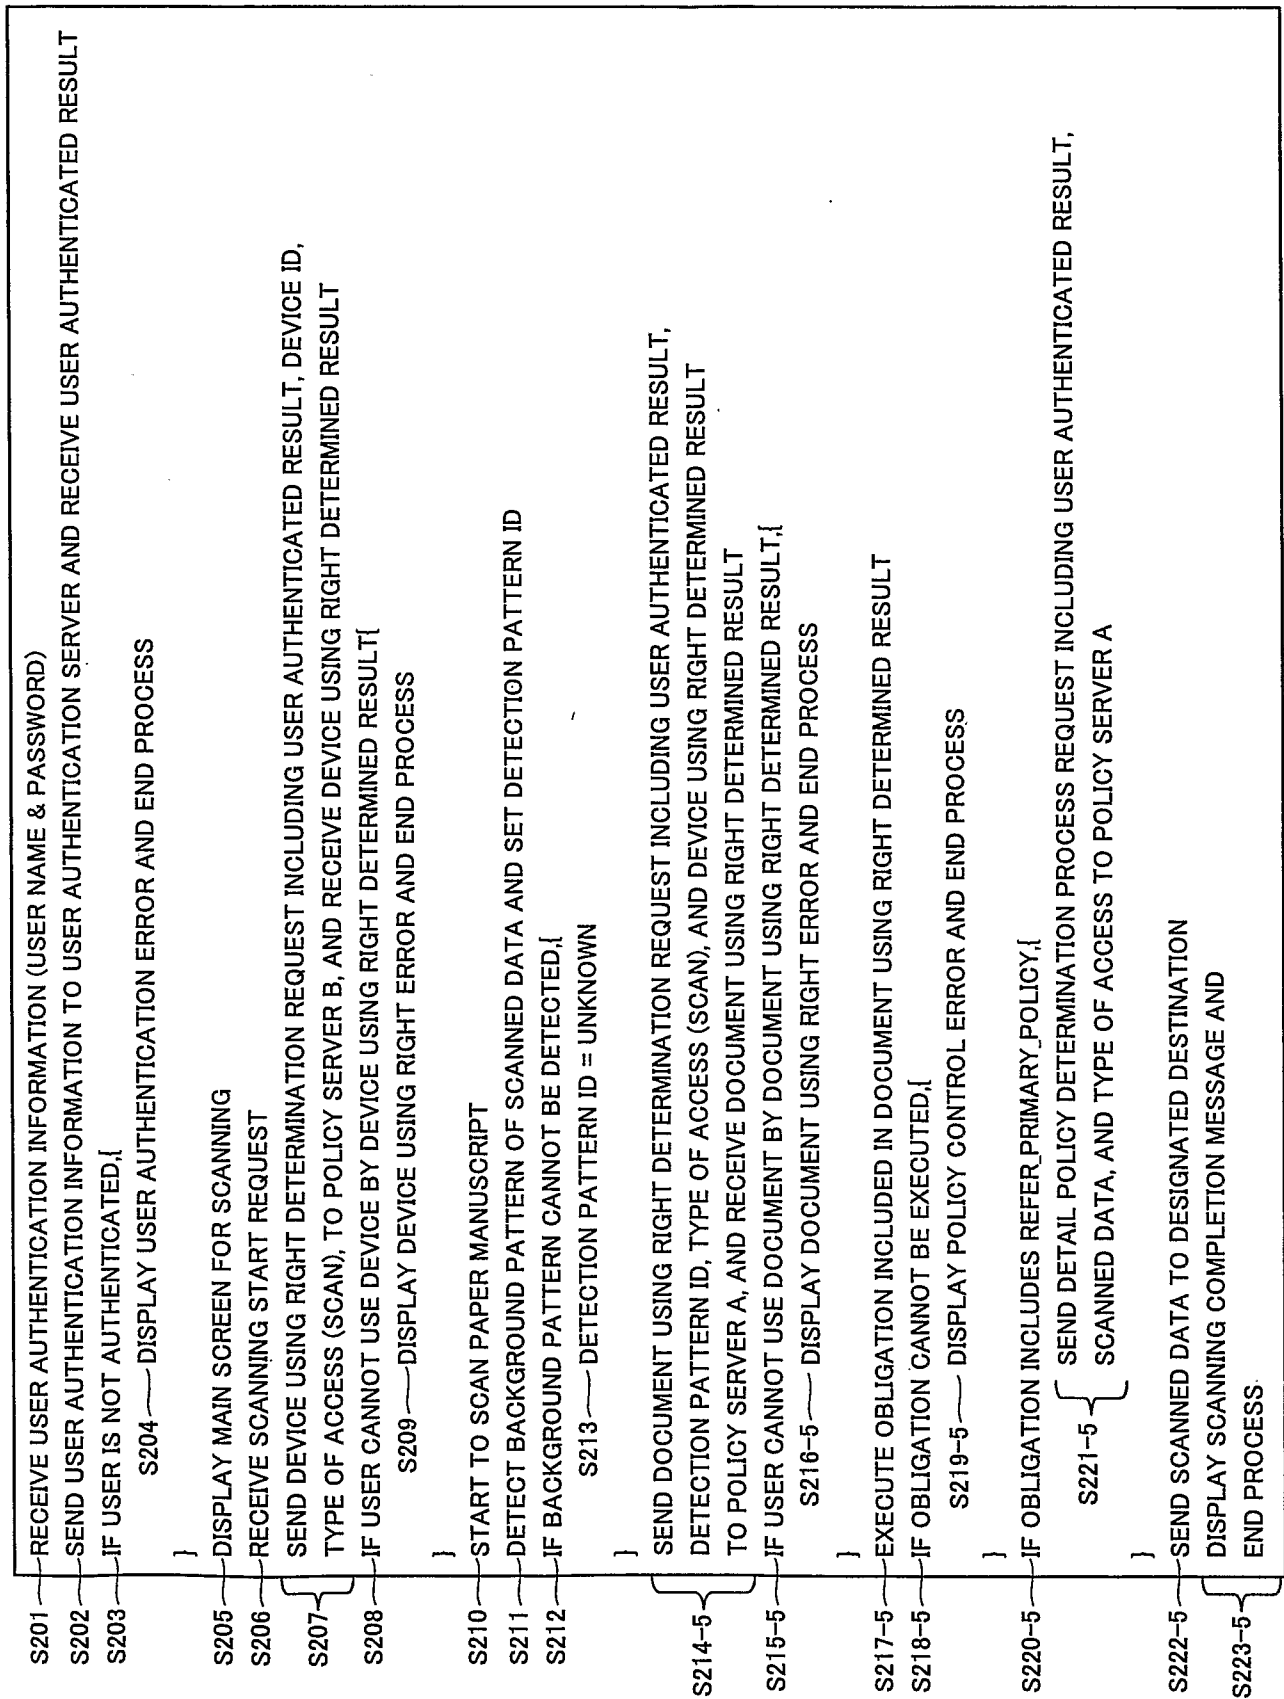 S201 RECEIVE USER AUTHENTICATION INFORMATION (USER NAME & PASSWORD)
S202 SEND USER AUTHENTICATION INFORMATION TO USER AUTHENTICATION SERVER AND RECEIVE USER AUTHENTICATED RESULT
S203 IF USER IS NOT AUTHENTICATED,{
S204 DISPLAY USER AUTHENTICATION ERROR AND END PROCESS
}
S205 DISPLAY MAIN SCREEN FOR SCANNING
S206 RECEIVE SCANNING START REQUEST
S207 SEND DEVICE USING RIGHT DETERMINATION REQUEST INCLUDING USER AUTHENTICATED RESULT, DEVICE ID,
TYPE OF ACCESS (SCAN), TO POLICY SERVER B, AND RECEIVE DEVICE USING RIGHT DETERMINED RESULT
S208 IF USER CANNOT USE DEVICE BY DEVICE USING RIGHT DETERMINED RESULT{
S209 DISPLAY DEVICE USING RIGHT ERROR AND END PROCESS
}
S210 START TO SCAN PAPER MANUSCRIPT
S211 DETECT BACKGROUND PATTERN OF SCANNED DATA AND SET DETECTION PATTERN ID
S212 IF BACKGROUND PATTERN CANNOT BE DETECTED,{
S213 DETECTION PATTERN ID = UNKNOWN
}
S214-5 SEND DOCUMENT USING RIGHT DETERMINATION REQUEST INCLUDING USER AUTHENTICATED RESULT,
DETECTION PATTERN ID, TYPE OF ACCESS (SCAN), AND DEVICE USING RIGHT DETERMINED RESULT
TO POLICY SERVER A, AND RECEIVE DOCUMENT USING RIGHT DETERMINED RESULT
S215-5 IF USER CANNOT USE DOCUMENT BY DOCUMENT USING RIGHT DETERMINED RESULT,{
S216-5 DISPLAY DOCUMENT USING RIGHT ERROR AND END PROCESS
}
S217-5 EXECUTE OBLIGATION INCLUDED IN DOCUMENT USING RIGHT DETERMINED RESULT
S218-5 IF OBLIGATION CANNOT BE EXECUTED,{
S219-5 DISPLAY POLICY CONTROL ERROR AND END PROCESS
}
S220-5 IF OBLIGATION INCLUDES REFER_PRIMARY_POLICY,{
S221-5 SEND DETAIL POLICY DETERMINATION PROCESS REQUEST INCLUDING USER AUTHENTICATED RESULT,
SCANNED DATA, AND TYPE OF ACCESS TO POLICY SERVER A
}
S222-5 SEND SCANNED DATA TO DESIGNATED DESTINATION
S223-5 DISPLAY SCANNING COMPLETION MESSAGE AND
END PROCESS